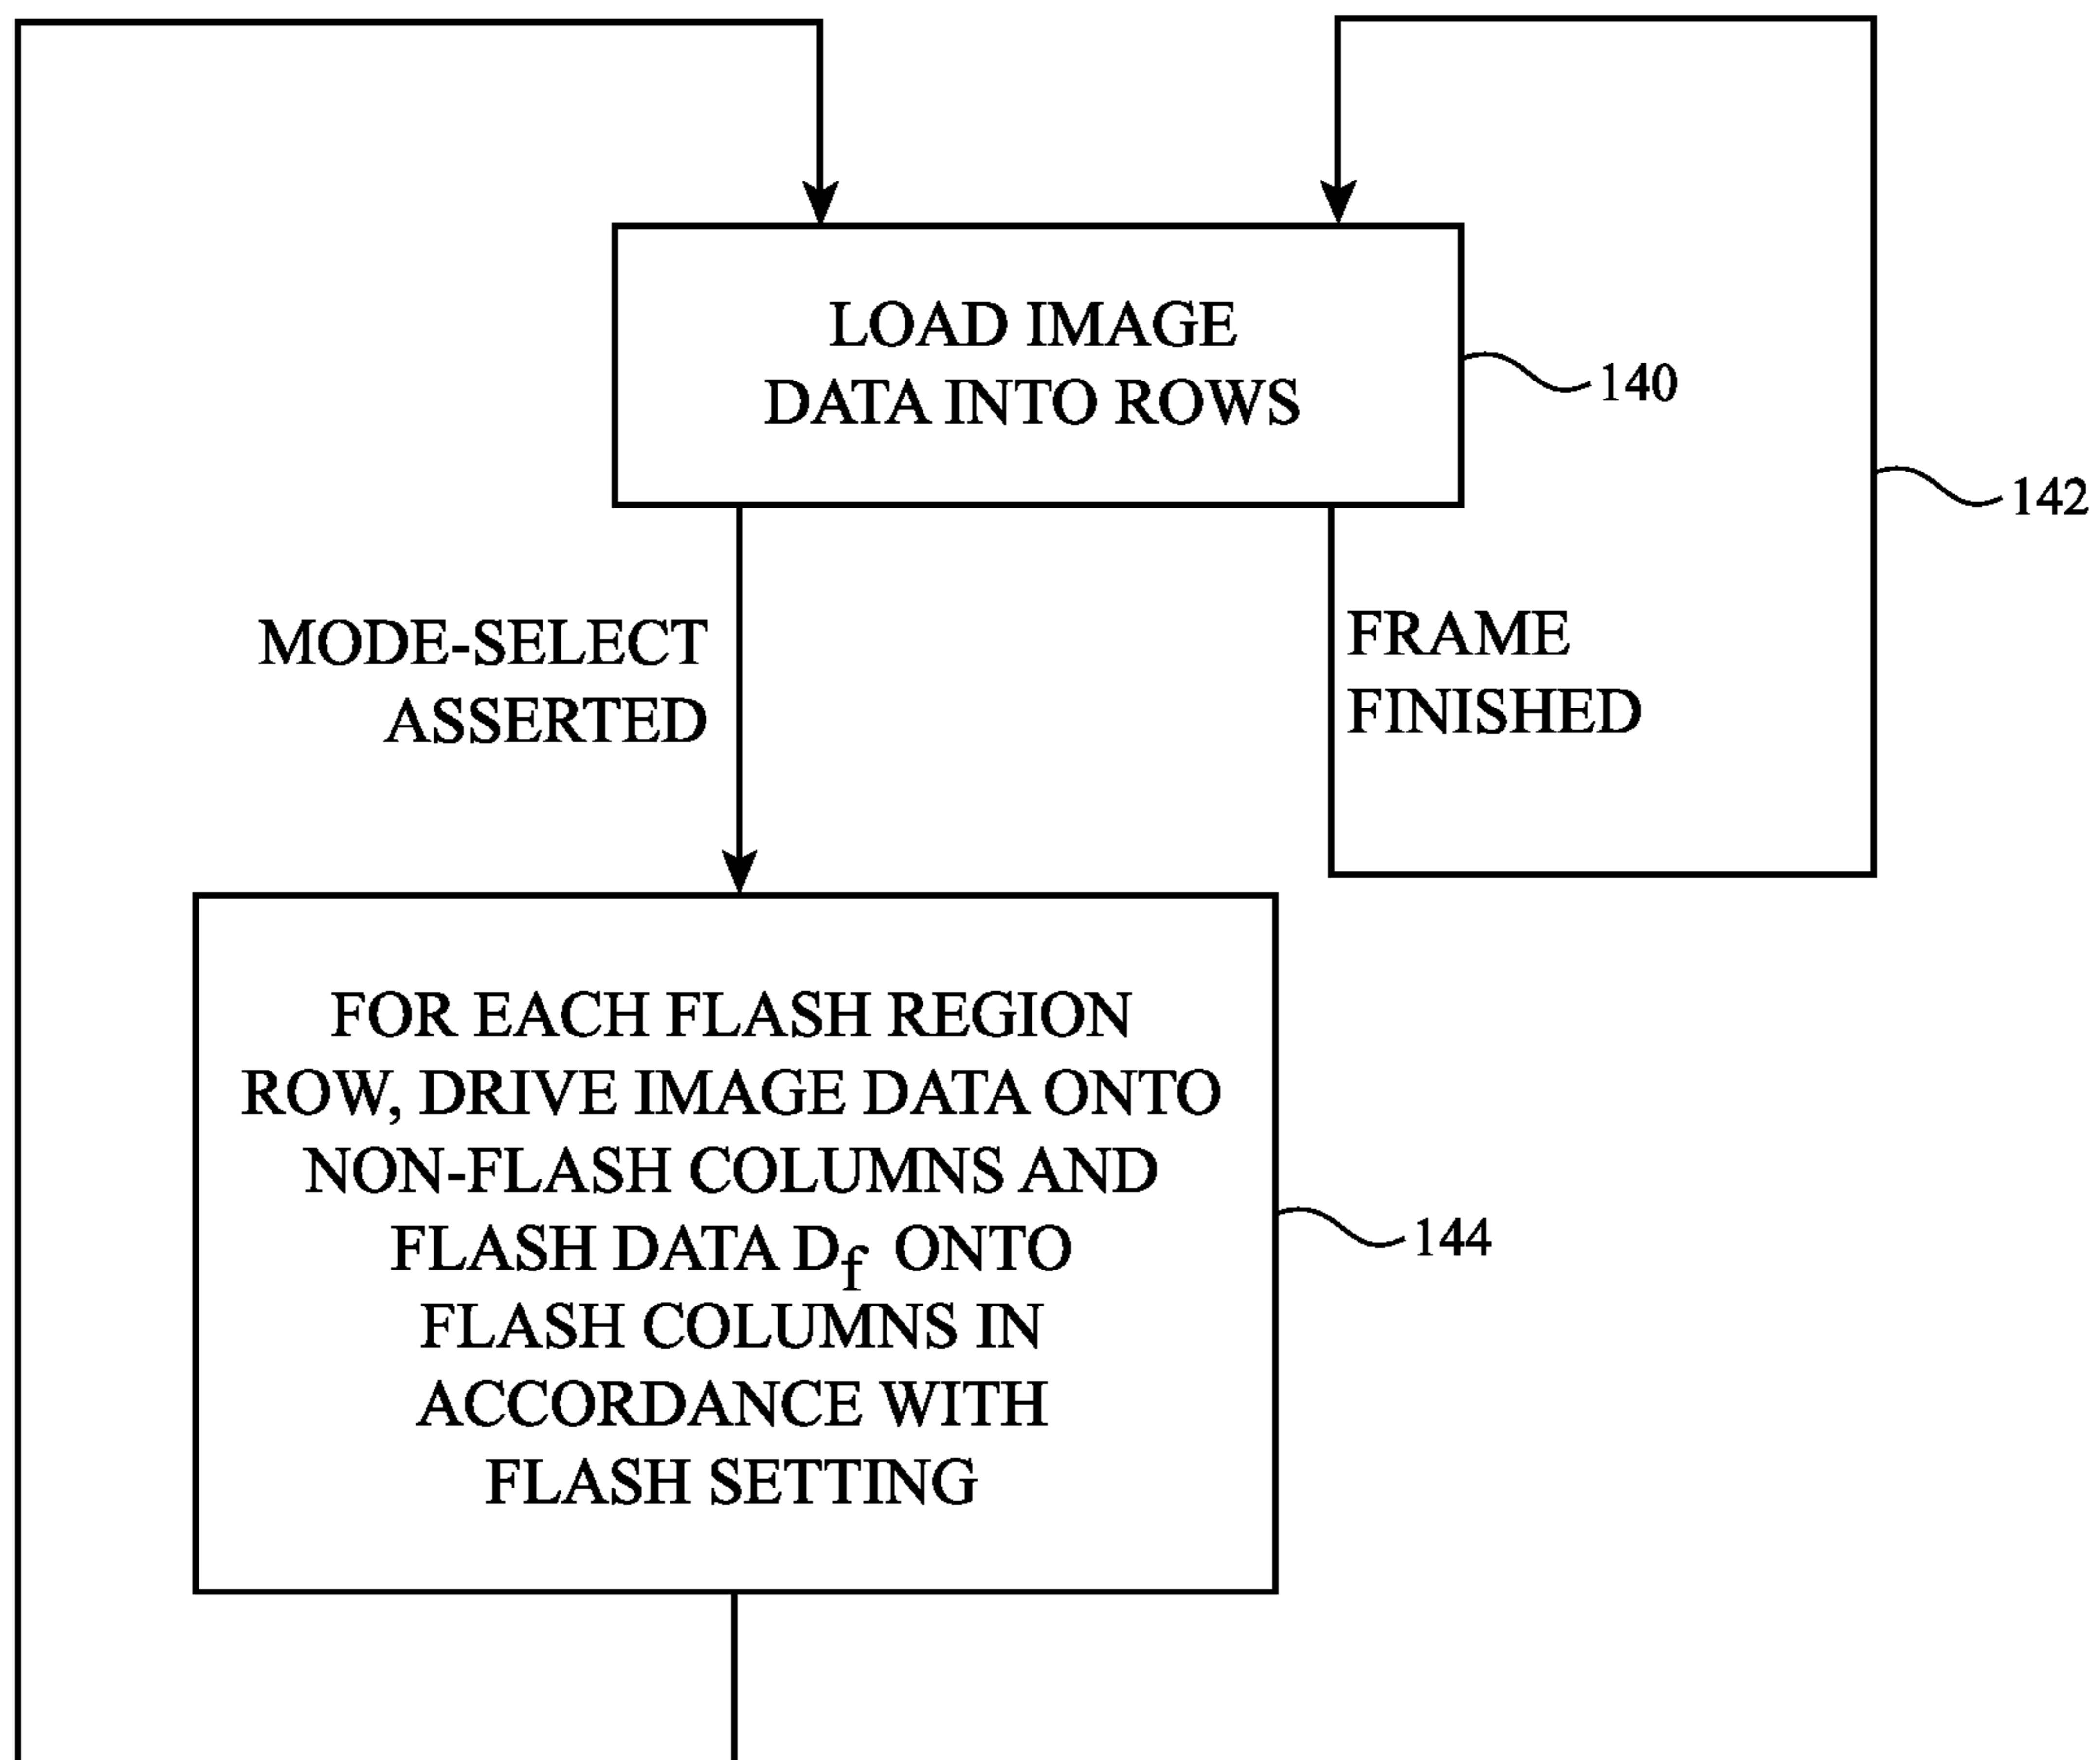 LOAD IMAGE
DATA INTO ROWS
140
142
MODE-SELECT
ASSERTED
FRAME
FINISHED
FOR EACH FLASH REGION
ROW, DRIVE IMAGE DATA ONTO
NON-FLASH COLUMNS AND
FLASH DATA Df ONTO
FLASH COLUMNS IN
ACCORDANCE WITH
FLASH SETTING
144